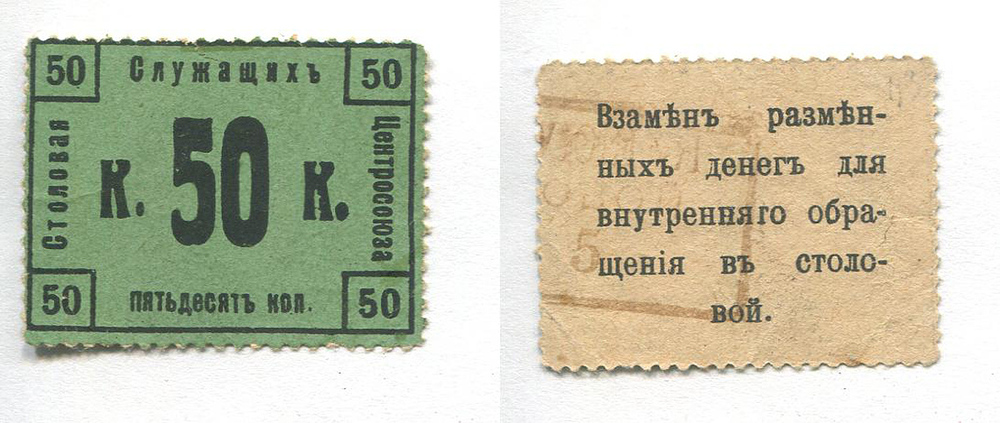 50 Служащихъ 50
Столовая
К. 50 К.
Центросоюза
50 пятьдесятъ коп. 50
Взамѣнъ размѣн-
ныхъ денегъ для
внутренняго обра-
щенія въ столо-
вой.